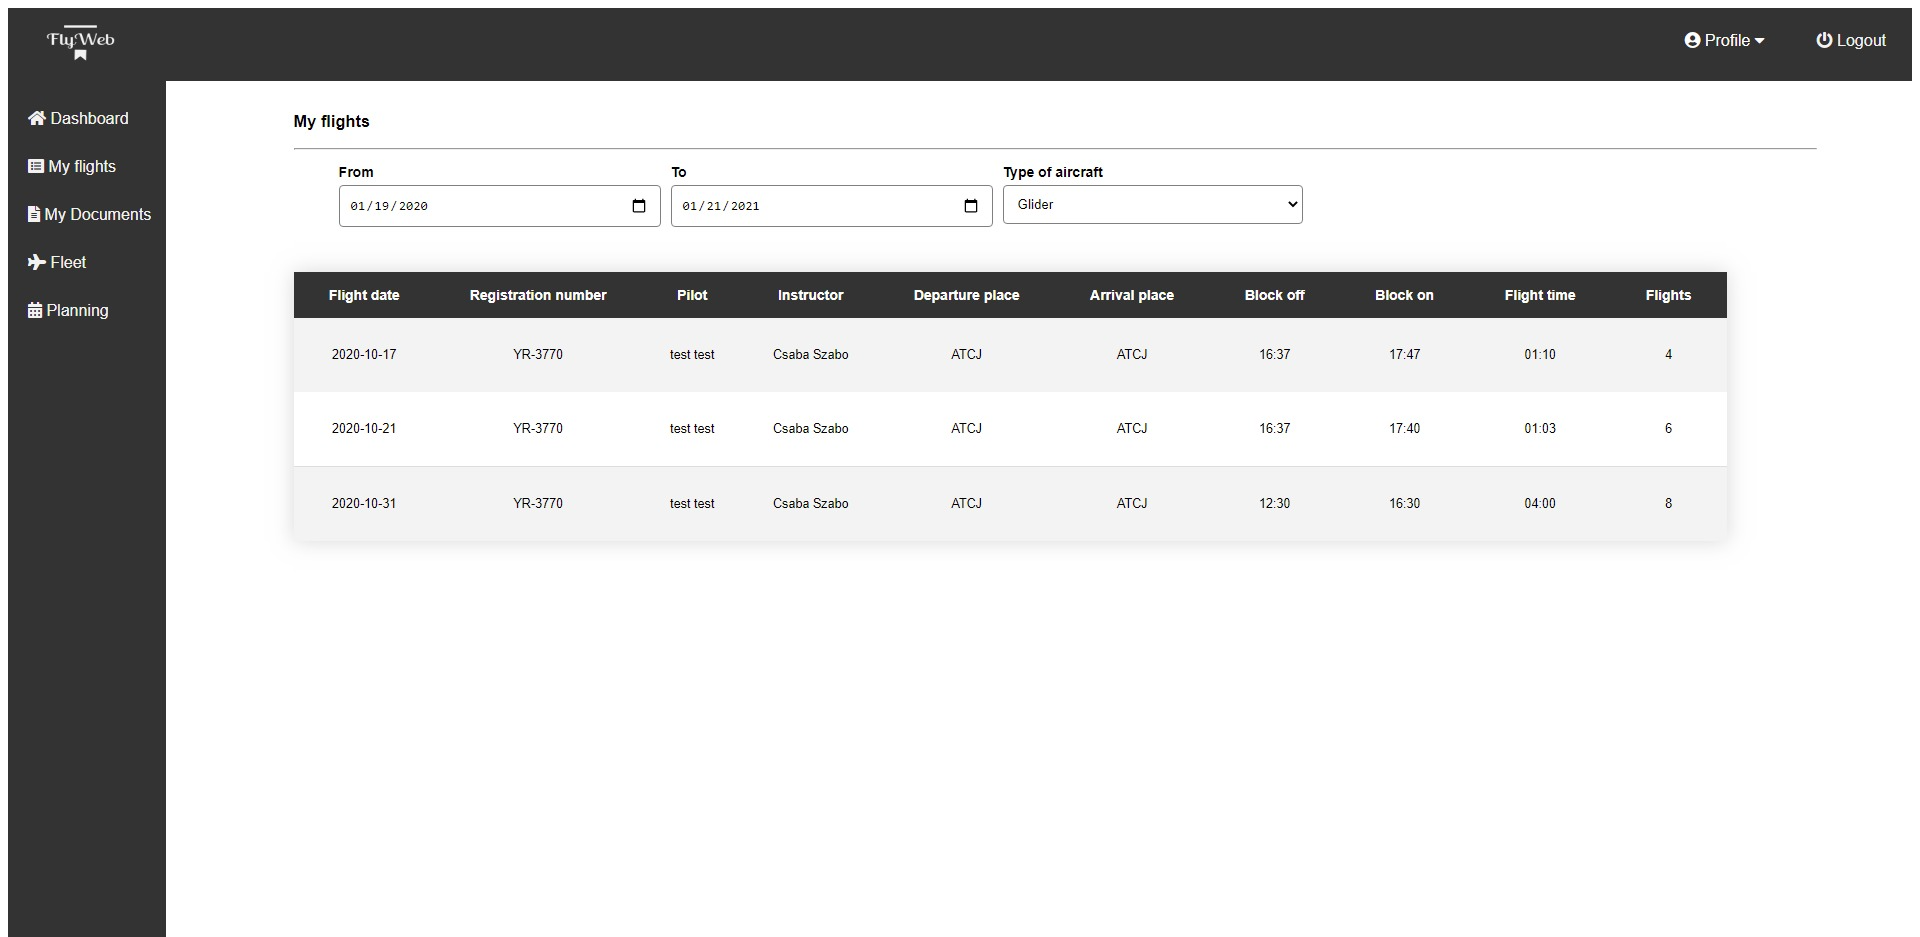 FlyWeb
Profile
Logout
Dashboard
My flights
My Documents
Fleet
Planning
My flights
From To Type of aircraft
01/19/2020 01/21/2021 Glider
Flight date Registration number Pilot Instructor Departure place Arrival place Block off Block on Flight time Flights
2020-10-17 YR-3770 test test Csaba Szabo ATCJ ATCJ 16:37 17:47 01:10 4
2020-10-21 YR-3770 test test Csaba Szabo ATCJ ATCJ 16:37 17:40 01:03 6
2020-10-31 YR-3770 test test Csaba Szabo ATCJ ATCJ 12:30 16:30 04:00 8